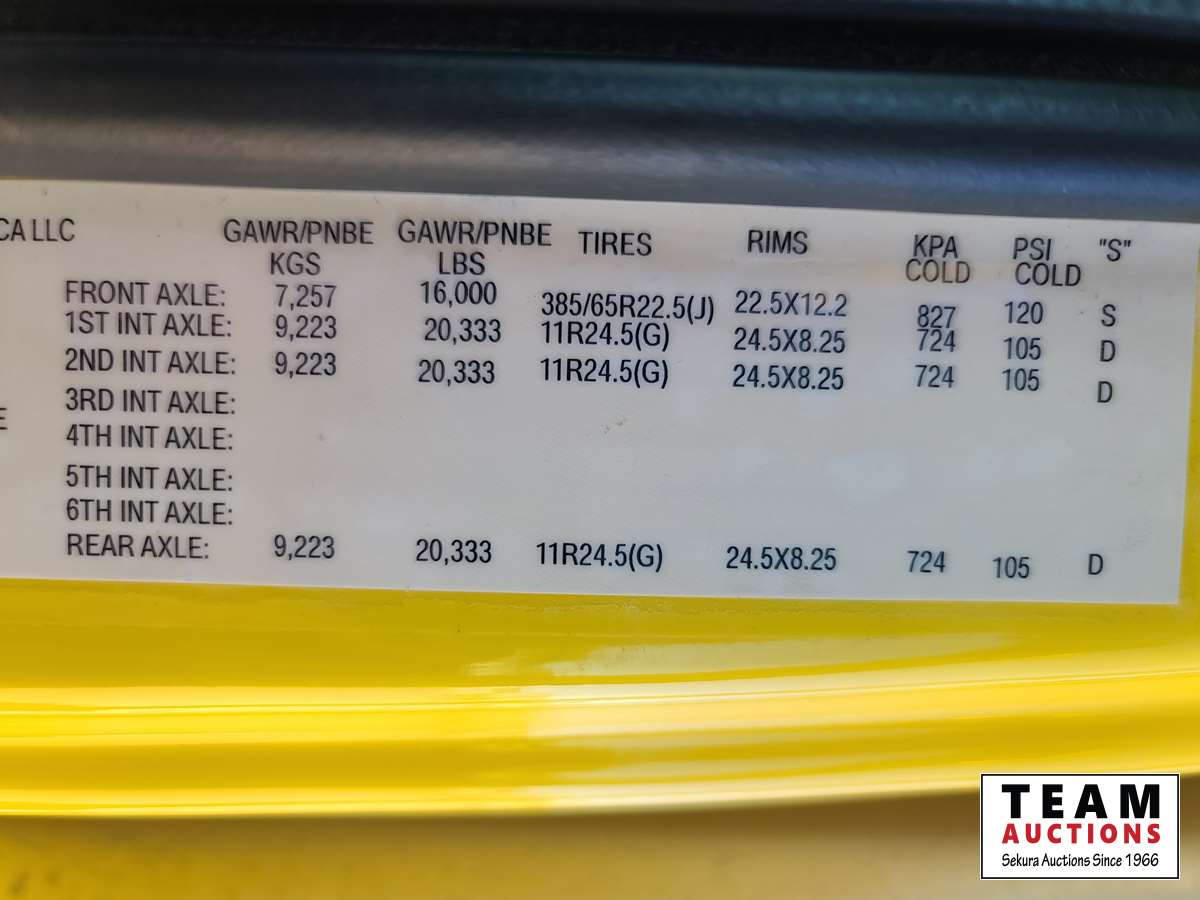 CA LLC GAWR/PNBE GAWR/PNBE TIRES RIMS KPA PSI "S"
KGS LBS COLD COLD
FRONT AXLE: 7,257 16,000 385/65R22.5(J) 22.5X12.2 827 120 S
1ST INT AXLE: 9,223 20,333 11R24.5(G) 24.5X8.25 724 105 D
2ND INT AXLE: 9,223 20,333 11R24.5(G) 24.5X8.25 724 105 D
3RD INT AXLE:
E 4TH INT AXLE:
5TH INT AXLE:
6TH INT AXLE:
REAR AXLE: 9,223 20,333 11R24.5(G) 24.5X8.25 724 105 D
TEAM
AUCTIONS
Sekura Auctions Since 1966